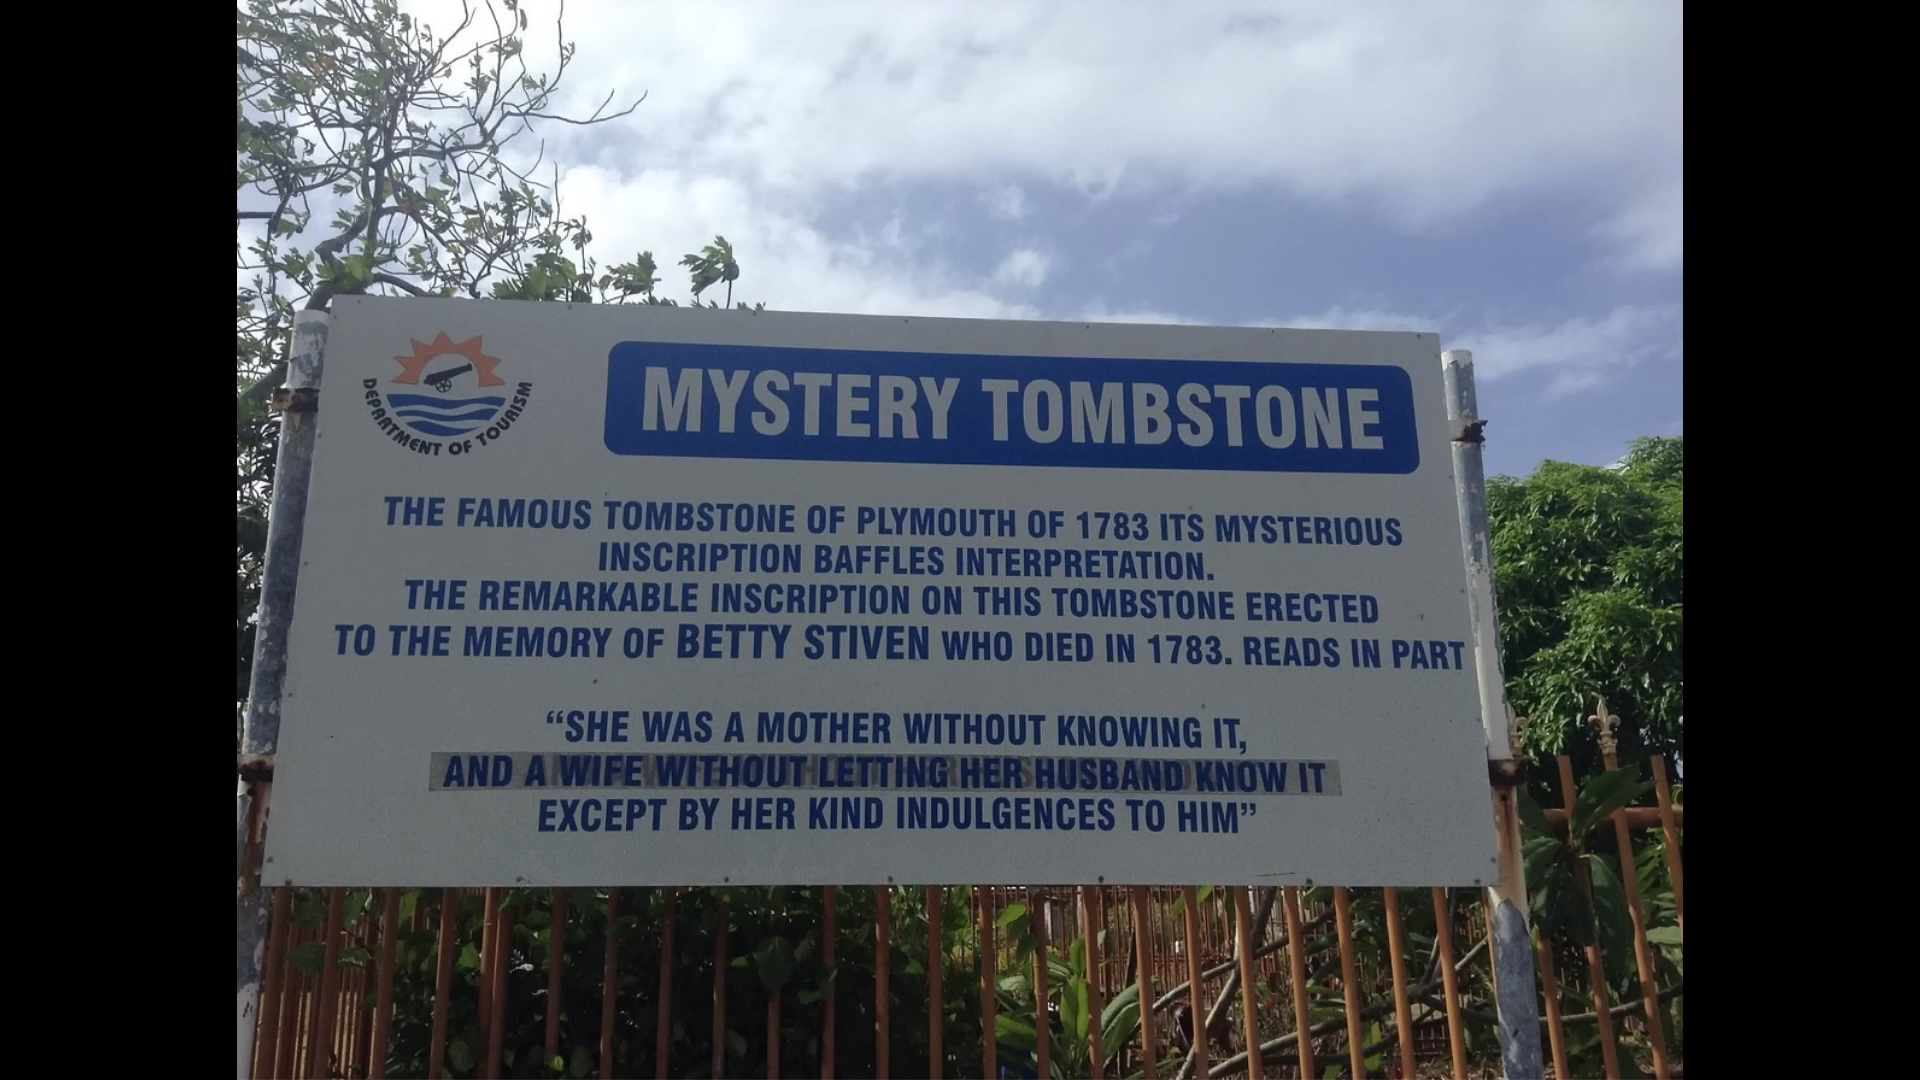 DEPARTMENT OF TOURISM
MYSTERY TOMBSTONE
THE FAMOUS TOMBSTONE OF PLYMOUTH OF 1783 ITS MYSTERIOUS
INSCRIPTION BAFFLES INTERPRETATION.
THE REMARKABLE INSCRIPTION ON THIS TOMBSTONE ERECTED
TO THE MEMORY OF BETTY STIVEN WHO DIED IN 1783. READS IN PART
“SHE WAS A MOTHER WITHOUT KNOWING IT,
AND A WIFE WITHOUT LETTING HER HUSBAND KNOW IT
EXCEPT BY HER KIND INDULGENCES TO HIM”